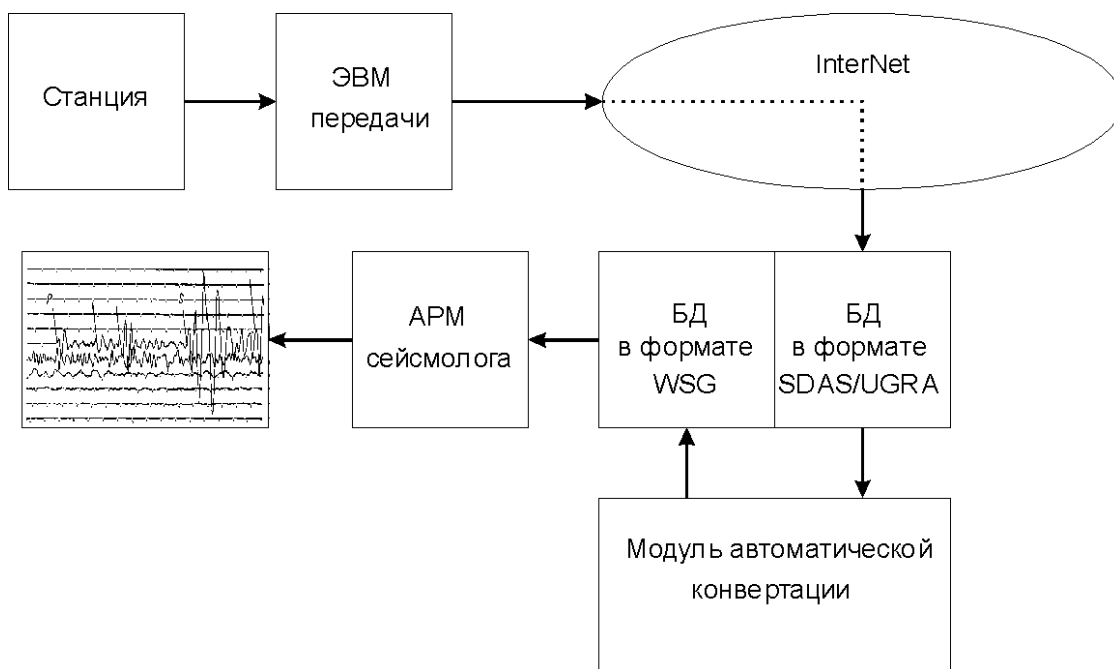 Станция
ЭВМ
передачи
InterNet
P
S
АРМ
сейсмолога
БД
в формате
WSG
БД
в формате
SDAS/UGRA
Модуль автоматической
конвертации